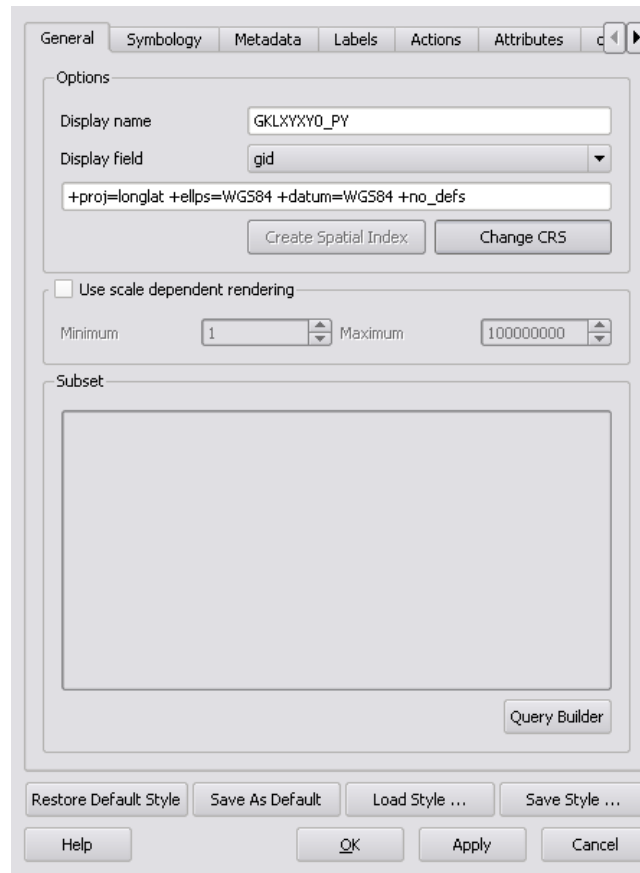 General Symbology Metadata Labels Actions Attributes
Options
Display name GKLXYXY0_PY
Display field gid
+proj=longlat +ellps=WGS84 +datum=WGS84 +no_defs
Create Spatial Index Change CRS
Use scale dependent rendering
Minimum 1 Maximum 100000000
Subset
Query Builder
Restore Default Style Save As Default Load Style ... Save Style ...
Help OK Apply Cancel